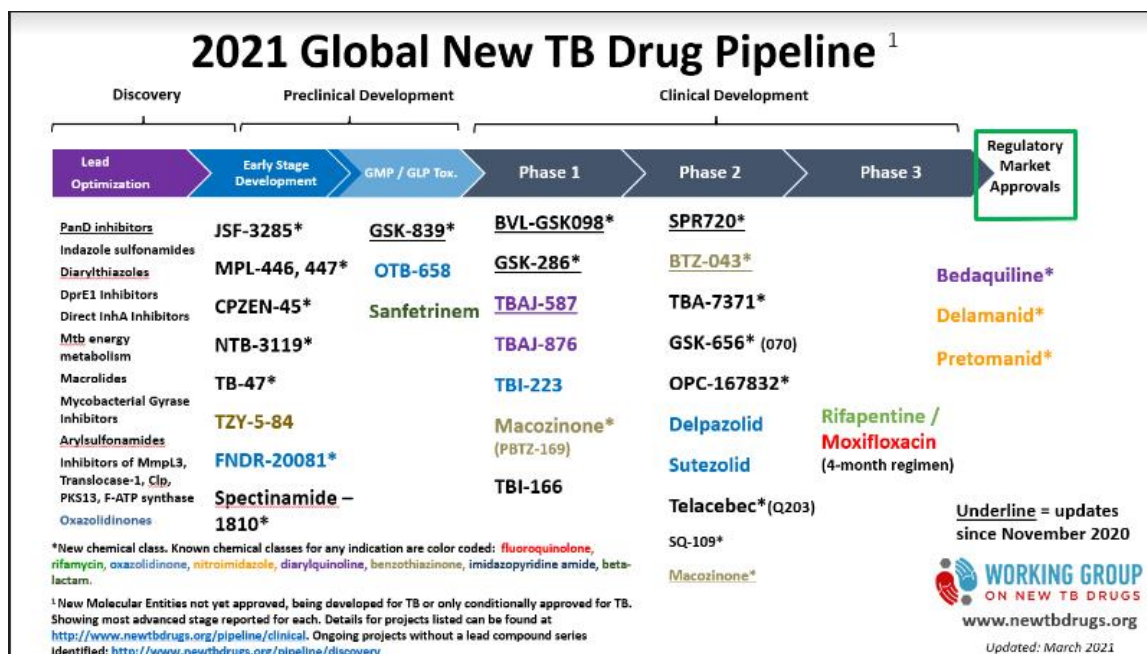 2021 Global New TB Drug Pipeline 1
Discovery
Preclinical Development
Clinical Development
Lead
Optimization
Early Stage
Development
GMP / GLP Tox.
Phase 1
Phase 2
Phase 3
Regulatory
Market
Approvals
PanD inhibitors
Indazole sulfonamides
Diarylthiazoles
DprE1 Inhibitors
Direct InhA Inhibitors
Mtb energy
metabolism
Macrolides
Mycobacterial Gyrase
Inhibitors
Arylsulfonamides
Inhibitors of MmpL3,
Translocase-1, Clp,
PKS13, F-ATP synthase
Oxazolidinones
JSF-3285*
MPL-446, 447*
CPZEN-45*
NTB-3119*
TB-47*
TZY-5-84
FNDR-20081*
Spectinamide –
1810*
GSK-839*
OTB-658
Sanfetrinem
BVL-GSK098*
GSK-286*
TBAJ-587
TBAJ-876
TBI-223
Macozinone*
(PBTZ-169)
TBI-166
SPR720*
BTZ-043*
TBA-7371*
GSK-656* (070)
OPC-167832*
Delpazolid
Sutezolid
Telacebec*(Q203)
SQ-109*
Macozinone*
Rifapentine /
Moxifloxacin
(4-month regimen)
Bedaquiline*
Delamanid*
Pretomanid*
*New chemical class. Known chemical classes for any indication are color coded: fluoroquinolone,
rifamycin, oxazolidinone, nitroimidazole, diarylquinoline, benzothiazinone, imidazopyridine amide, beta-
lactam.
1 New Molecular Entities not yet approved, being developed for TB or only conditionally approved for TB.
Showing most advanced stage reported for each. Details for projects listed can be found at
http://www.newtbdrugs.org/pipeline/clinical. Ongoing projects without a lead compound series
identified: http://www.newtbdrugs.org/pipeline/discovery
Underline = updates
since November 2020
WORKING GROUP
ON NEW TB DRUGS
www.newtbdrugs.org
Updated: March 2021